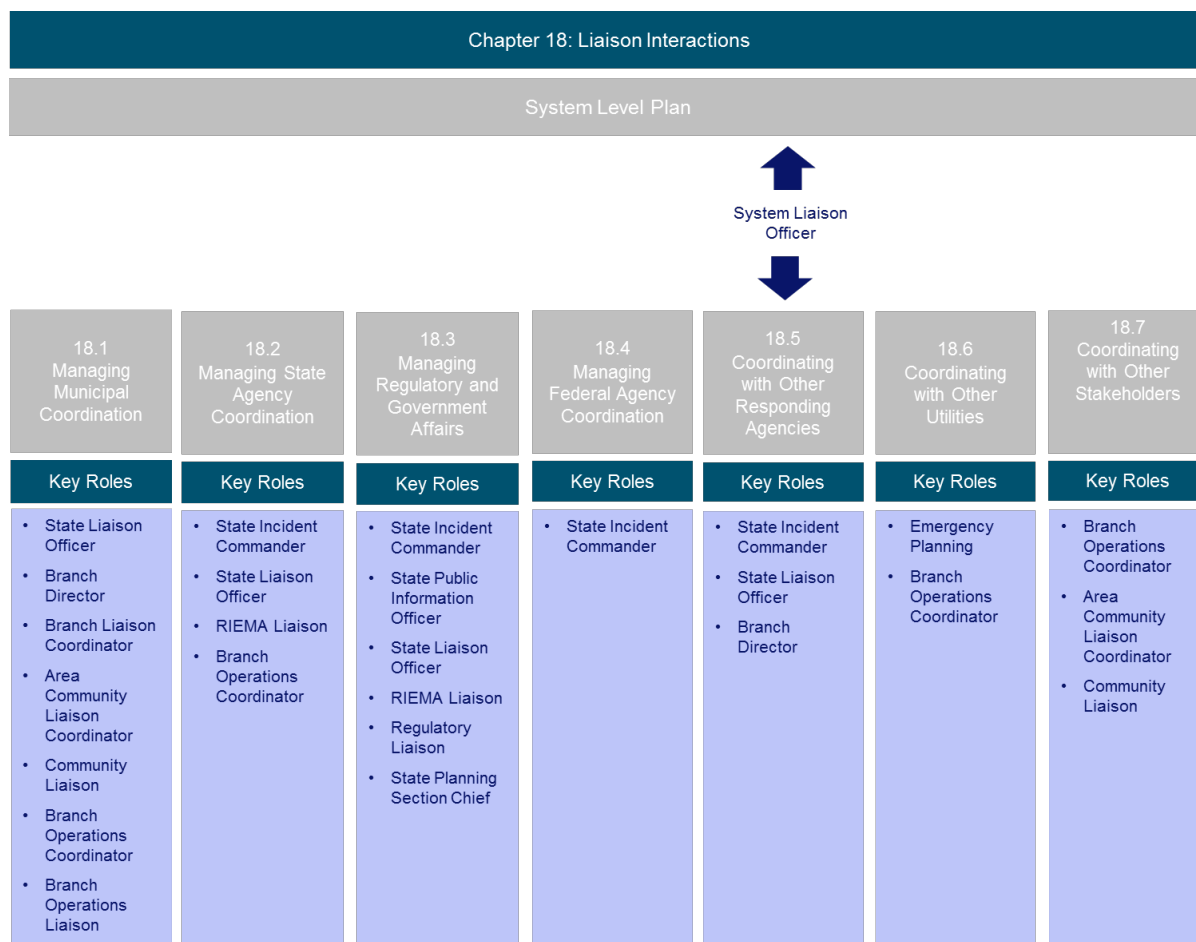 Chapter 18: Liaison Interactions
System Level Plan
System Liaison
Officer
18.1
Managing
Municipal
Coordination
Key Roles
• State Liaison
Officer
• Branch
Director
• Branch Liaison
Coordinator
• Area
Community
Liaison
Coordinator
• Community
Liaison
• Branch
Operations
Coordinator
• Branch
Operations
Liaison
18.2
Managing State
Agency
Coordination
Key Roles
• State Incident
Commander
• State Liaison
Officer
• RIEMA Liaison
• Branch
Operations
Coordinator
18.3
Managing
Regulatory and
Government
Affairs
Key Roles
• State Incident
Commander
• State Public
Information
Officer
• State Liaison
Officer
• RIEMA Liaison
• Regulatory
Liaison
• State Planning
Section Chief
18.4
Managing
Federal Agency
Coordination
Key Roles
• State Incident
Commander
18.5
Coordinating
with Other
Responding
Agencies
Key Roles
• State Incident
Commander
• State Liaison
Officer
• Branch
Director
18.6
Coordinating
with Other
Utilities
Key Roles
• Emergency
Planning
• Branch
Operations
Coordinator
18.7
Coordinating
with Other
Stakeholders
Key Roles
• Branch
Operations
Coordinator
• Area
Community
Liaison
Coordinator
• Community
Liaison